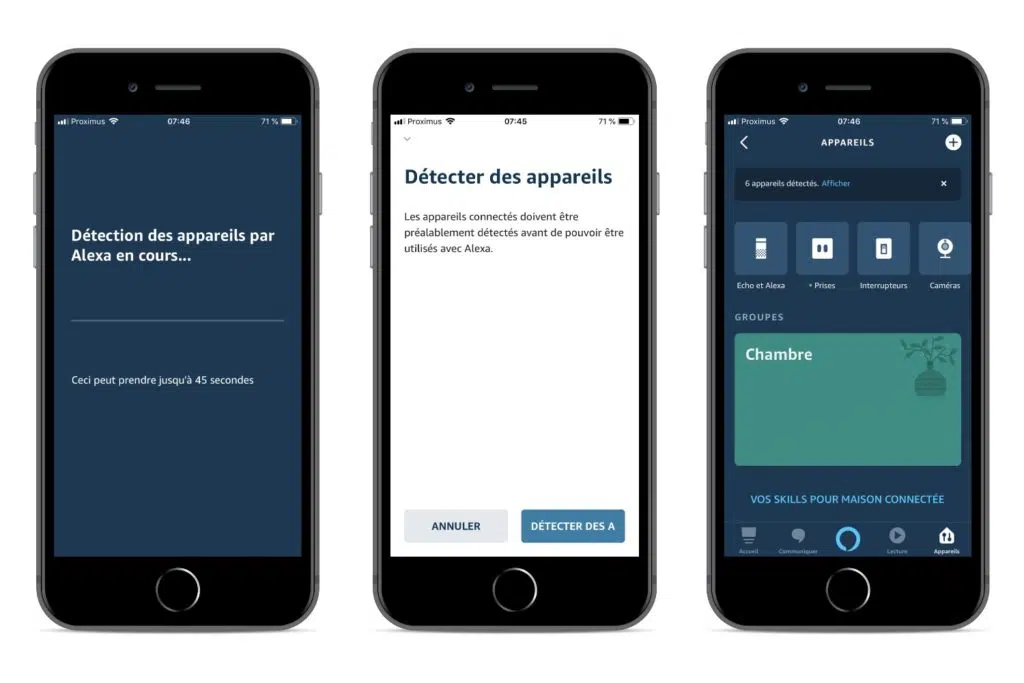 Proximus 07:46 71 %
Détection des appareils par
Alexa en cours...
Ceci peut prendre jusqu'à 45 secondes
Proximus 07:45 71 %
Détecter des appareils
Les appareils connectés doivent être
préalablement détectés avant de pouvoir être
utilisés avec Alexa.
ANNULER DÉTECTER DES A
Proximus 07:46 71 %
APPAREILS
6 appareils détectés. Afficher ×
Echo et Alexa • Prises Interrupteurs Caméras
GROUPES
Chambre
VOS SKILLS POUR MAISON CONNECTÉE
Accueil Communiquer Lecture Appareils